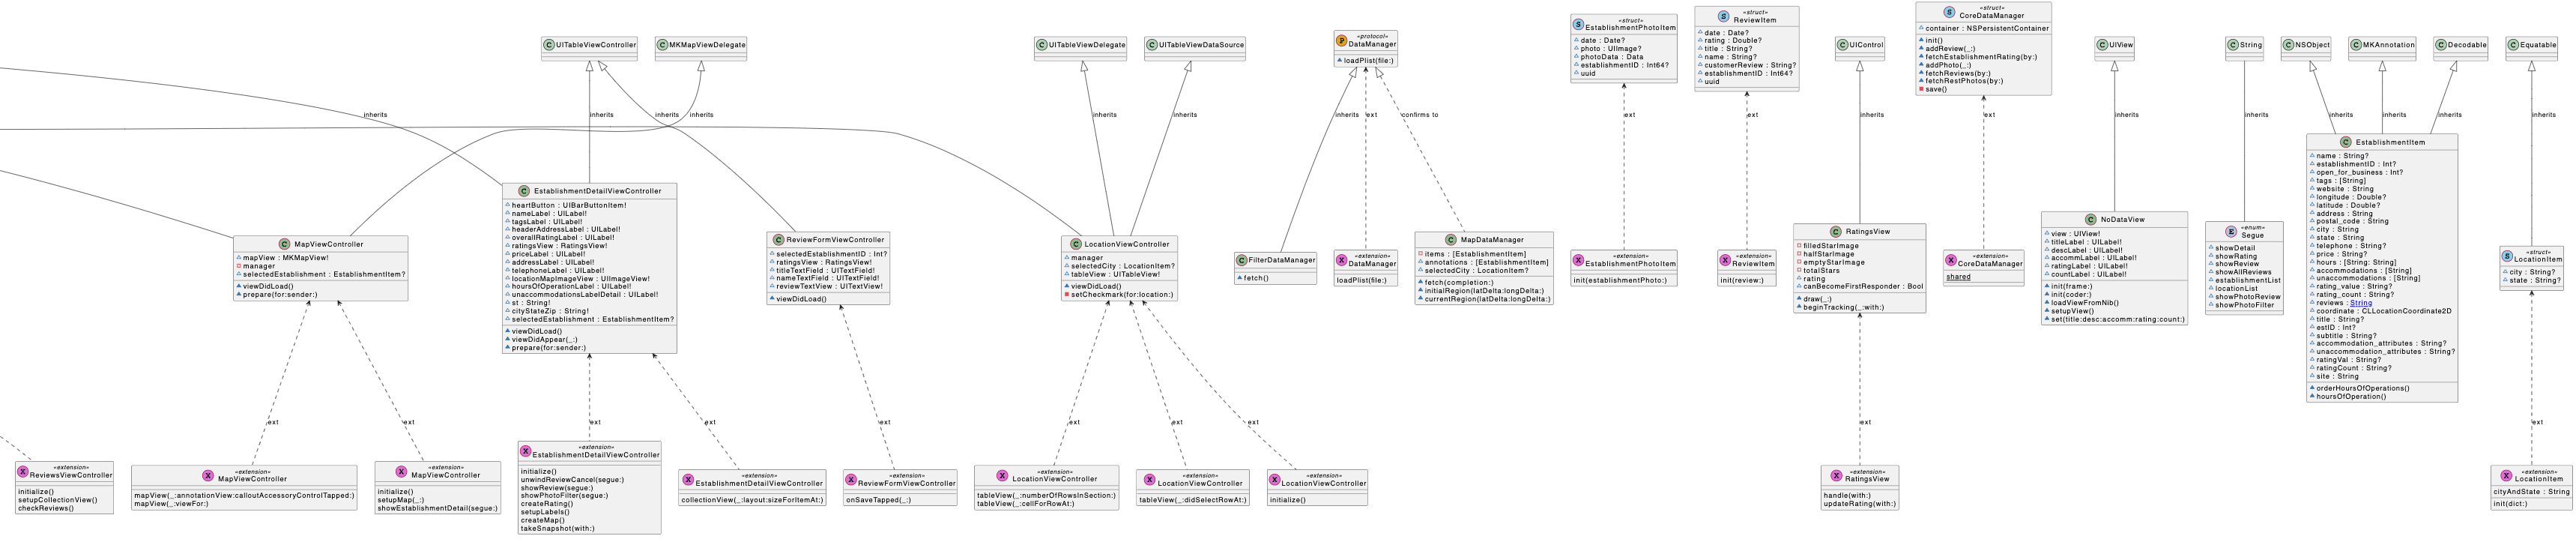 C UITableViewController
C MKMapViewDelegate
C UITableViewDelegate
C UITableViewDataSource
P «protocol»
DataManager
loadPlist(file:)
S «struct»
EstablishmentPhotoItem
date : Date?
photo : UIImage?
photoData : Data
establishmentID : Int64?
uuid
S «struct»
ReviewItem
date : Date?
rating : Double?
title : String?
name : String?
customerReview : String?
establishmentID : Int64?
uuid
C UIControl
S «struct»
CoreDataManager
container : NSPersistentContainer
init()
addReview(_:)
fetchEstablishmentRating(by:)
addPhoto(_:)
fetchReviews(by:)
fetchRestPhotos(by:)
save()
C UIView
C String
C NSObject
C MKAnnotation
C Decodable
C Equatable
inherits
inherits
inherits
inherits
inherits
inherits
inherits
ext
confirms to
ext
ext
inherits
ext
inherits
inherits
inherits
inherits
inherits
inherits
C MapViewController
mapView : MKMapView!
manager
selectedEstablishment : EstablishmentItem?
viewDidLoad()
prepare(for:sender:)
C EstablishmentDetailViewController
heartButton : UIBarButtonItem!
nameLabel : UILabel!
tagsLabel : UILabel!
headerAddressLabel : UILabel!
overallRatingLabel : UILabel!
ratingsView : RatingsView!
priceLabel : UILabel!
addressLabel : UILabel!
telephoneLabel : UILabel!
locationMapImageView : UIImageView!
hoursOfOperationLabel : UILabel!
unaccommodationsLabelDetail : UILabel!
st : String!
cityStateZip : String!
selectedEstablishment : EstablishmentItem?
viewDidLoad()
viewDidAppear(_:)
prepare(for:sender:)
C ReviewFormViewController
selectedEstablishmentID : Int?
ratingsView : RatingsView!
titleTextField : UITextField!
nameTextField : UITextField!
reviewTextView : UITextView!
viewDidLoad()
C LocationViewController
manager
selectedCity : LocationItem?
tableView : UITableView!
viewDidLoad()
setCheckmark(for:location:)
C FilterDataManager
fetch()
X «extension»
DataManager
loadPlist(file:)
C MapDataManager
items : [EstablishmentItem]
annotations : [EstablishmentItem]
selectedCity : LocationItem?
fetch(completion:)
initialRegion(latDelta:longDelta:)
currentRegion(latDelta:longDelta:)
X «extension»
EstablishmentPhotoItem
init(establishmentPhoto:)
X «extension»
ReviewItem
init(review:)
C RatingsView
filledStarImage
halfStarImage
emptyStarImage
totalStars
rating
canBecomeFirstResponder : Bool
draw(_:)
beginTracking(_:with:)
X «extension»
CoreDataManager
shared
C NoDataView
view : UIView!
titleLabel : UILabel!
descLabel : UILabel!
accommLabel : UILabel!
ratingLabel : UILabel!
countLabel : UILabel!
init(frame:)
init(coder:)
loadViewFromNib()
setupView()
set(title:desc:accomm:rating:count:)
E «enum»
Segue
showDetail
showRating
showReview
showAllReviews
establishmentList
locationList
showPhotoReview
showPhotoFilter
C EstablishmentItem
name : String?
establishmentID : Int?
open_for_business : Int?
tags : [String]
website : String
longitude : Double?
latitude : Double?
address : String
postal_code : String
city : String
state : String
telephone : String?
price : String?
hours : [String: String]
accommodations : [String]
unaccommodations : [String]
rating_value : String?
rating_count : String?
reviews : String
coordinate : CLLocationCoordinate2D
title : String?
estID : Int?
subtitle : String?
accommodation_attributes : String?
unaccommodation_attributes : String?
ratingVal : String?
ratingCount : String?
site : String
orderHoursOfOperations()
hoursOfOperation()
S «struct»
LocationItem
city : String?
state : String?
ext
ext
ext
ext
ext
ext
ext
ext
ext
ext
X «extension»
ReviewsViewController
initialize()
setupCollectionView()
checkReviews()
X «extension»
MapViewController
mapView(_:annotationView:calloutAccessoryControlTapped:)
mapView(_:viewFor:)
X «extension»
MapViewController
initialize()
setupMap(_:)
showEstablishmentDetail(segue:)
X «extension»
EstablishmentDetailViewController
initialize()
unwindReviewCancel(segue:)
showReview(segue:)
showPhotoFilter(segue:)
createRating()
setupLabels()
createMap()
takeSnapshot(with:)
X «extension»
EstablishmentDetailViewController
collectionView(_:layout:sizeForItemAt:)
X «extension»
ReviewFormViewController
onSaveTapped(_:)
X «extension»
LocationViewController
tableView(_:numberOfRowsInSection:)
tableView(_:cellForRowAt:)
X «extension»
LocationViewController
tableView(_:didSelectRowAt:)
X «extension»
LocationViewController
initialize()
X «extension»
RatingsView
handle(with:)
updateRating(with:)
X «extension»
LocationItem
cityAndState : String
init(dict:)